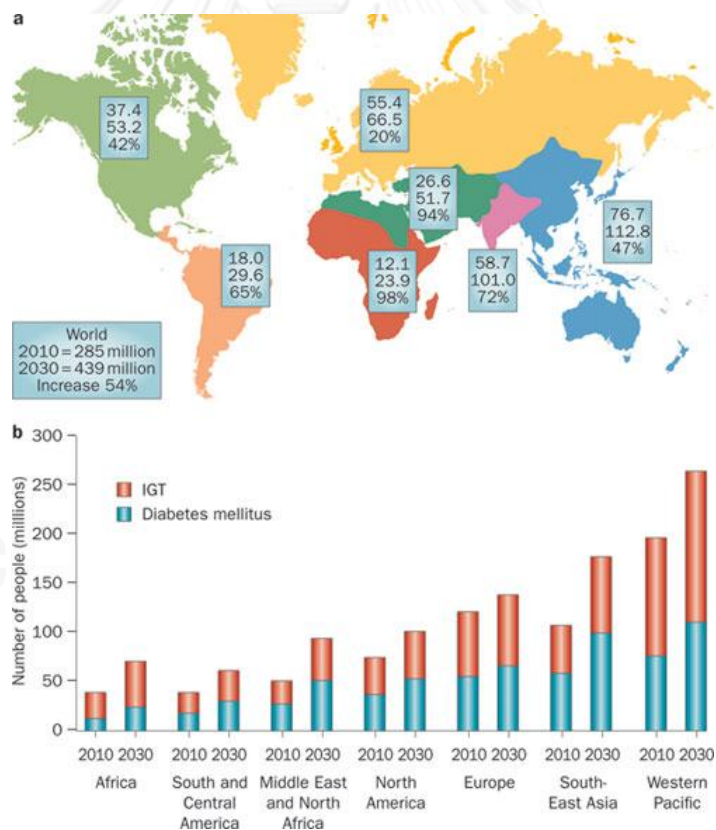 a
37.4
53.2
42%
55.4
66.5
20%
26.6
51.7
94%
76.7
112.8
47%
18.0
29.6
65%
12.1
23.9
98%
58.7
101.0
72%
World
2010 = 285 million
2030 = 439 million
Increase 54%
b
300
250
200
150
100
50
0
Number of people (milllions)
IGT
Diabetes mellitus
2010 2030 2010 2030 2010 2030 2010 2030 2010 2030 2010 2030 2010 2030
Africa
South and
Central
America
Middle East
and North
Africa
North
America
Europe
South-
East Asia
Western
Pacific